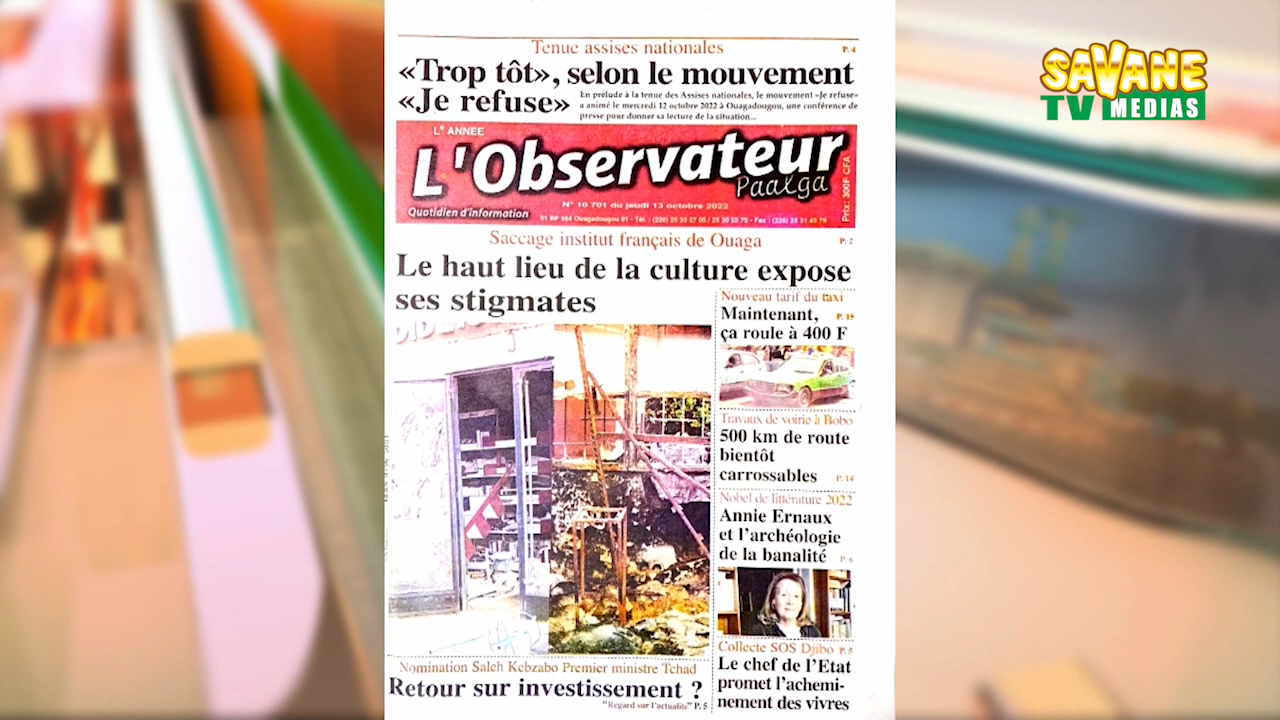 Tenue assises nationales
P. 4
«Trop tôt», selon le mouvement
«Je refuse»
En prélude à la tenue des Assises nationales, le mouvement «Je refuse»
a animé le mercredi 12 octobre 2022 à Ouagadougou, une conférence de
presse pour donner sa lecture de la situation...
L'Observateur
Paalga
Prix: 300F CFA
N° 10 701 du jeudi 13 octobre 2022
Quotidien d'information
Saccage institut français de Ouaga
P. 2
Le haut lieu de la culture expose
ses stigmates
Nouveau tarif du taxi
Maintenant,
P. 15
ça roule à 400 F
Travaux de voirie à Bobo
500 km de route
bientôt
carrossables
P. 14
Nobel de littérature 2022
Annie Ernaux
et l'archéologie
de la banalité
P. 6
Collecte SOS Djibo P. 5
Le chef de l'Etat
promet l'achemi-
nement des vivres
Nomination Saleh Kebzabo Premier ministre Tchad
Retour sur investissement ?
"Regard sur l'actualité" P. 5
SAVANE
TV MEDIAS